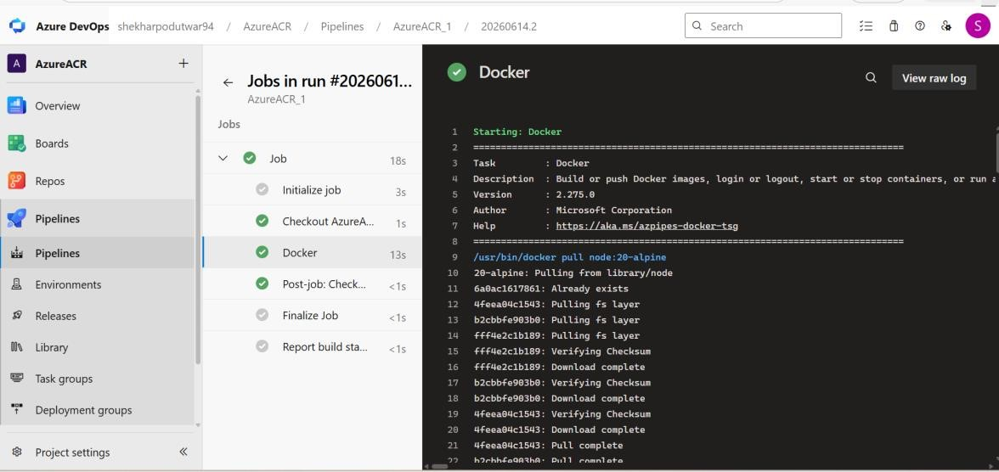 Azure DevOps shekharpodutwar94 / AzureACR / Pipelines / AzureACR_1 / 20260614.2
Search
S
A AzureACR
Overview
Boards
Repos
Pipelines
Pipelines
Environments
Releases
Library
Task groups
Deployment groups
Project settings
Jobs in run #2026061...
AzureACR_1
Jobs
Job 18s
Initialize job 3s
Checkout AzureA... 1s
Docker 13s
Post-job: Check... <1s
Finalize Job <1s
Report build sta... <1s
Docker
View raw log
1 Starting: Docker
2 ==============================================================================
3 Task : Docker
4 Description : Build or push Docker images, login or logout, start or stop containers, or run a
5 Version : 2.275.0
6 Author : Microsoft Corporation
7 Help : https://aka.ms/azpipes-docker-tsg
8 ==============================================================================
9 /usr/bin/docker pull node:20-alpine
10 20-alpine: Pulling from library/node
11 6a0ac1617861: Already exists
12 4feea04c1543: Pulling fs layer
13 b2cbbfe903b0: Pulling fs layer
14 fff4e2c1b189: Pulling fs layer
15 fff4e2c1b189: Verifying Checksum
16 fff4e2c1b189: Download complete
17 b2cbbfe903b0: Verifying Checksum
18 b2cbbfe903b0: Download complete
19 4feea04c1543: Verifying Checksum
20 4feea04c1543: Download complete
21 4feea04c1543: Pull complete
22 b2cbbfe903b0: Pull complete